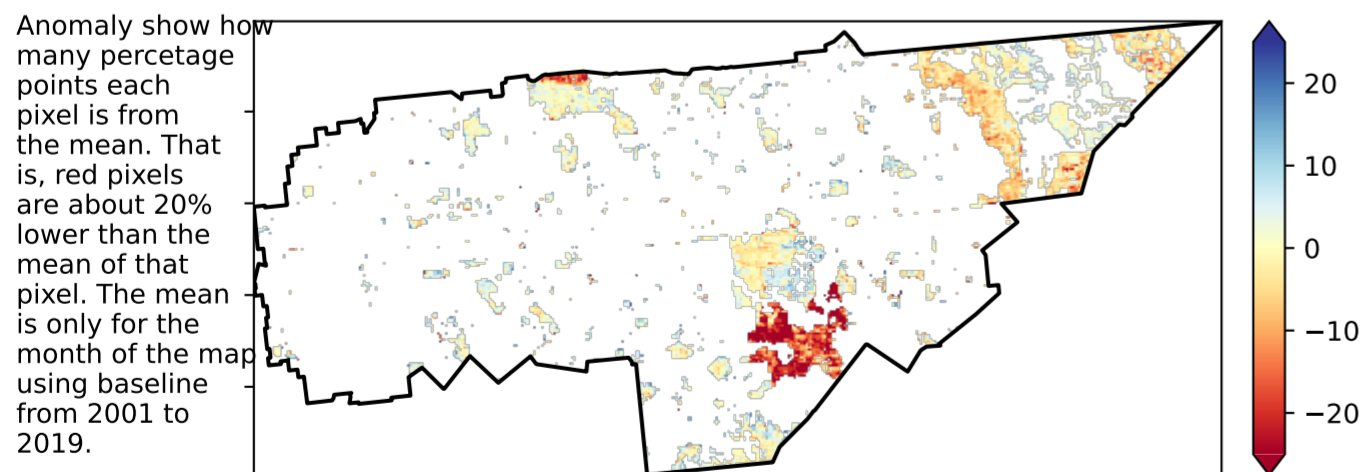 Anomaly show how
many percetage
points each
pixel is from
the mean. That
is, red pixels
are about 20%
lower than the
mean of that
pixel. The mean
is only for the
month of the map
using baseline
from 2001 to
2019.
20
10
0
−10
−20